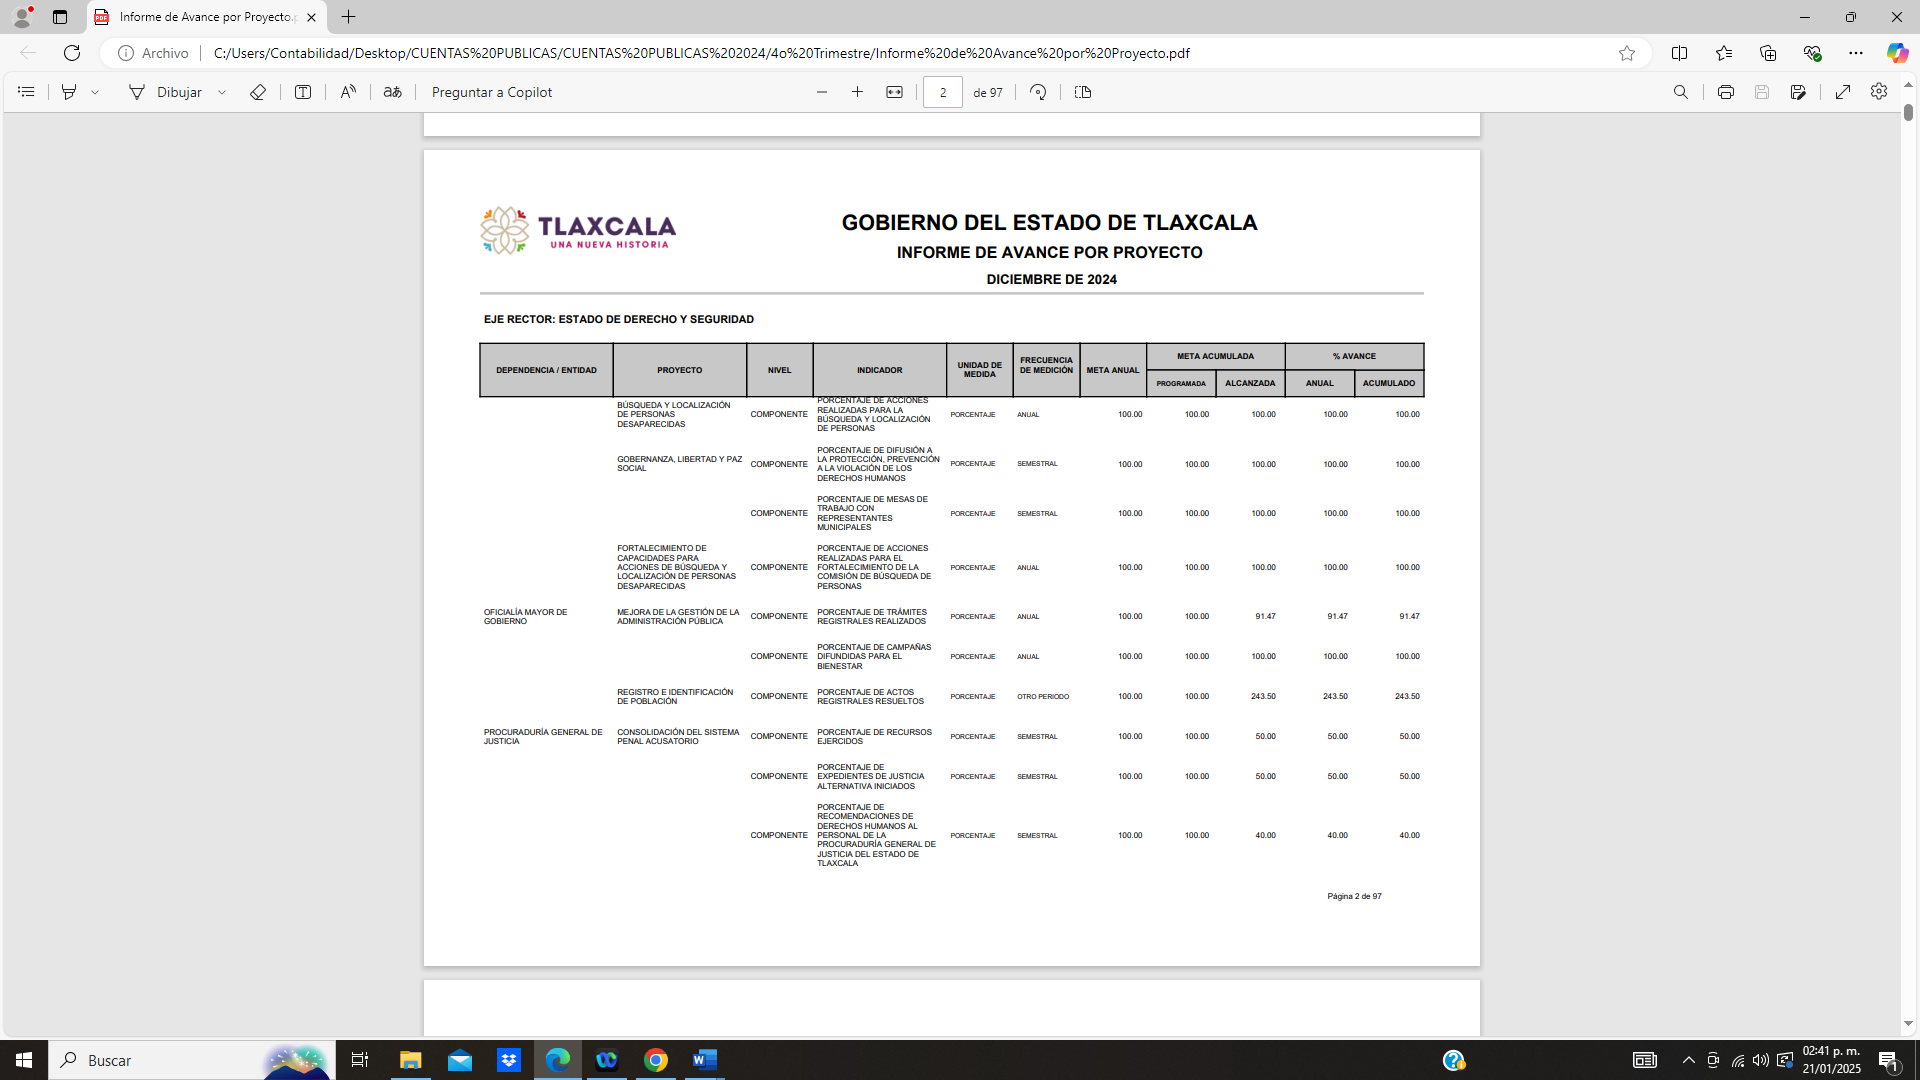 Informe de Avance por Proyecto.p
Archivo
C:/Users/Contabilidad/Desktop/CUENTAS%20PUBLICAS/CUENTAS%20PUBLICAS%202024/4o%20Trimestre/Informe%20de%20Avance%20por%20Proyecto.pdf
Dibujar
aあ
Preguntar a Copilot
2 de 97
TLAXCALA
UNA NUEVA HISTORIA
GOBIERNO DEL ESTADO DE TLAXCALA
INFORME DE AVANCE POR PROYECTO
DICIEMBRE DE 2024
EJE RECTOR: ESTADO DE DERECHO Y SEGURIDAD
DEPENDENCIA / ENTIDAD PROYECTO NIVEL INDICADOR UNIDAD DE MEDIDA FRECUENCIA DE MEDICIÓN META ANUAL META ACUMULADA % AVANCE
PROGRAMADA ALCANZADA ANUAL ACUMULADO
BÚSQUEDA Y LOCALIZACIÓN DE PERSONAS DESAPARECIDAS COMPONENTE PORCENTAJE DE ACCIONES REALIZADAS PARA LA BÚSQUEDA Y LOCALIZACIÓN DE PERSONAS PORCENTAJE ANUAL 100.00 100.00 100.00 100.00 100.00
GOBERNANZA, LIBERTAD Y PAZ SOCIAL COMPONENTE PORCENTAJE DE DIFUSIÓN A LA PROTECCIÓN, PREVENCIÓN A LA VIOLACIÓN DE LOS DERECHOS HUMANOS PORCENTAJE SEMESTRAL 100.00 100.00 100.00 100.00 100.00
COMPONENTE PORCENTAJE DE MESAS DE TRABAJO CON REPRESENTANTES MUNICIPALES PORCENTAJE SEMESTRAL 100.00 100.00 100.00 100.00 100.00
FORTALECIMIENTO DE CAPACIDADES PARA ACCIONES DE BÚSQUEDA Y LOCALIZACIÓN DE PERSONAS DESAPARECIDAS COMPONENTE PORCENTAJE DE ACCIONES REALIZADAS PARA EL FORTALECIMIENTO DE LA COMISIÓN DE BÚSQUEDA DE PERSONAS PORCENTAJE ANUAL 100.00 100.00 100.00 100.00 100.00
OFICIALÍA MAYOR DE GOBIERNO MEJORA DE LA GESTIÓN DE LA ADMINISTRACIÓN PÚBLICA COMPONENTE PORCENTAJE DE TRÁMITES REGISTRALES REALIZADOS PORCENTAJE ANUAL 100.00 100.00 91.47 91.47 91.47
COMPONENTE PORCENTAJE DE CAMPAÑAS DIFUNDIDAS PARA EL BIENESTAR PORCENTAJE ANUAL 100.00 100.00 100.00 100.00 100.00
REGISTRO E IDENTIFICACIÓN DE POBLACIÓN COMPONENTE PORCENTAJE DE ACTOS REGISTRALES RESUELTOS PORCENTAJE OTRO PERIODO 100.00 100.00 243.50 243.50 243.50
PROCURADURÍA GENERAL DE JUSTICIA CONSOLIDACIÓN DEL SISTEMA PENAL ACUSATORIO COMPONENTE PORCENTAJE DE RECURSOS EJERCIDOS PORCENTAJE SEMESTRAL 100.00 100.00 50.00 50.00 50.00
COMPONENTE PORCENTAJE DE EXPEDIENTES DE JUSTICIA ALTERNATIVA INICIADOS PORCENTAJE SEMESTRAL 100.00 100.00 50.00 50.00 50.00
COMPONENTE PORCENTAJE DE RECOMENDACIONES DE DERECHOS HUMANOS AL PERSONAL DE LA PROCURADURÍA GENERAL DE JUSTICIA DEL ESTADO DE TLAXCALA PORCENTAJE SEMESTRAL 100.00 100.00 40.00 40.00 40.00
Página 2 de 97
Buscar
02:41 p. m.
21/01/2025
1